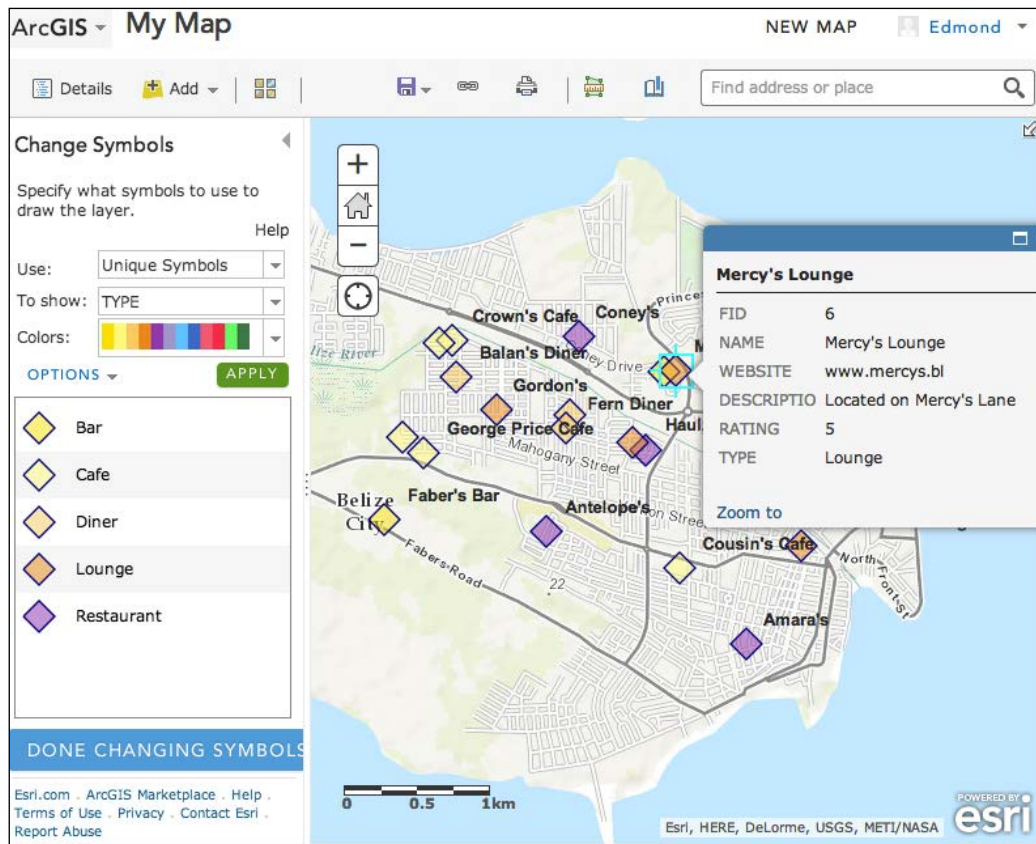 ArcGIS My Map NEW MAP Edmond
Details Add Find address or place
Change Symbols
Specify what symbols to use to
draw the layer.
Help
Use: Unique Symbols
To show: TYPE
Colors:
OPTIONS APPLY
Bar
Cafe
Diner
Lounge
Restaurant
DONE CHANGING SYMBOLS
Esri.com . ArcGIS Marketplace . Help .
Terms of Use . Privacy . Contact Esri .
Report Abuse
+
−
Crown's Cafe
Coney's
Balan's Diner
Drive
Gordon's
Fern Diner
George Price Cafe
Mahogany Street
Faber's Bar
Belize
City
Antelope's
Fabers Road
22
Cousin's Cafe
North Front St
Amara's
Mercy's Lounge
FID 6
NAME Mercy's Lounge
WEBSITE www.mercys.bl
DESCRIPTIO Located on Mercy's Lane
RATING 5
TYPE Lounge
Zoom to
0 0.5 1km
Esri, HERE, DeLorme, USGS, METI/NASA
POWERED BY
esri